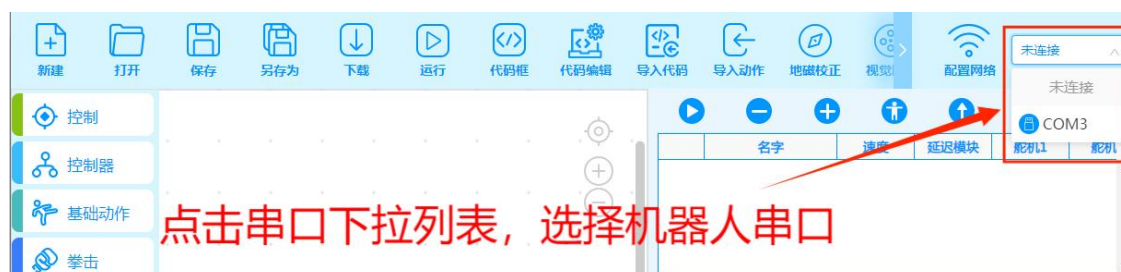 新建 打开 保存 另存为 下载 运行 代码框 代码编辑 导入代码 导入动作 地磁校正 视觉 配置网络 未连接
未连接
COM3
控制
控制器
基础动作
拳击
名字 速度 延迟模块 舵机1 舵机
点击串口下拉列表，选择机器人串口